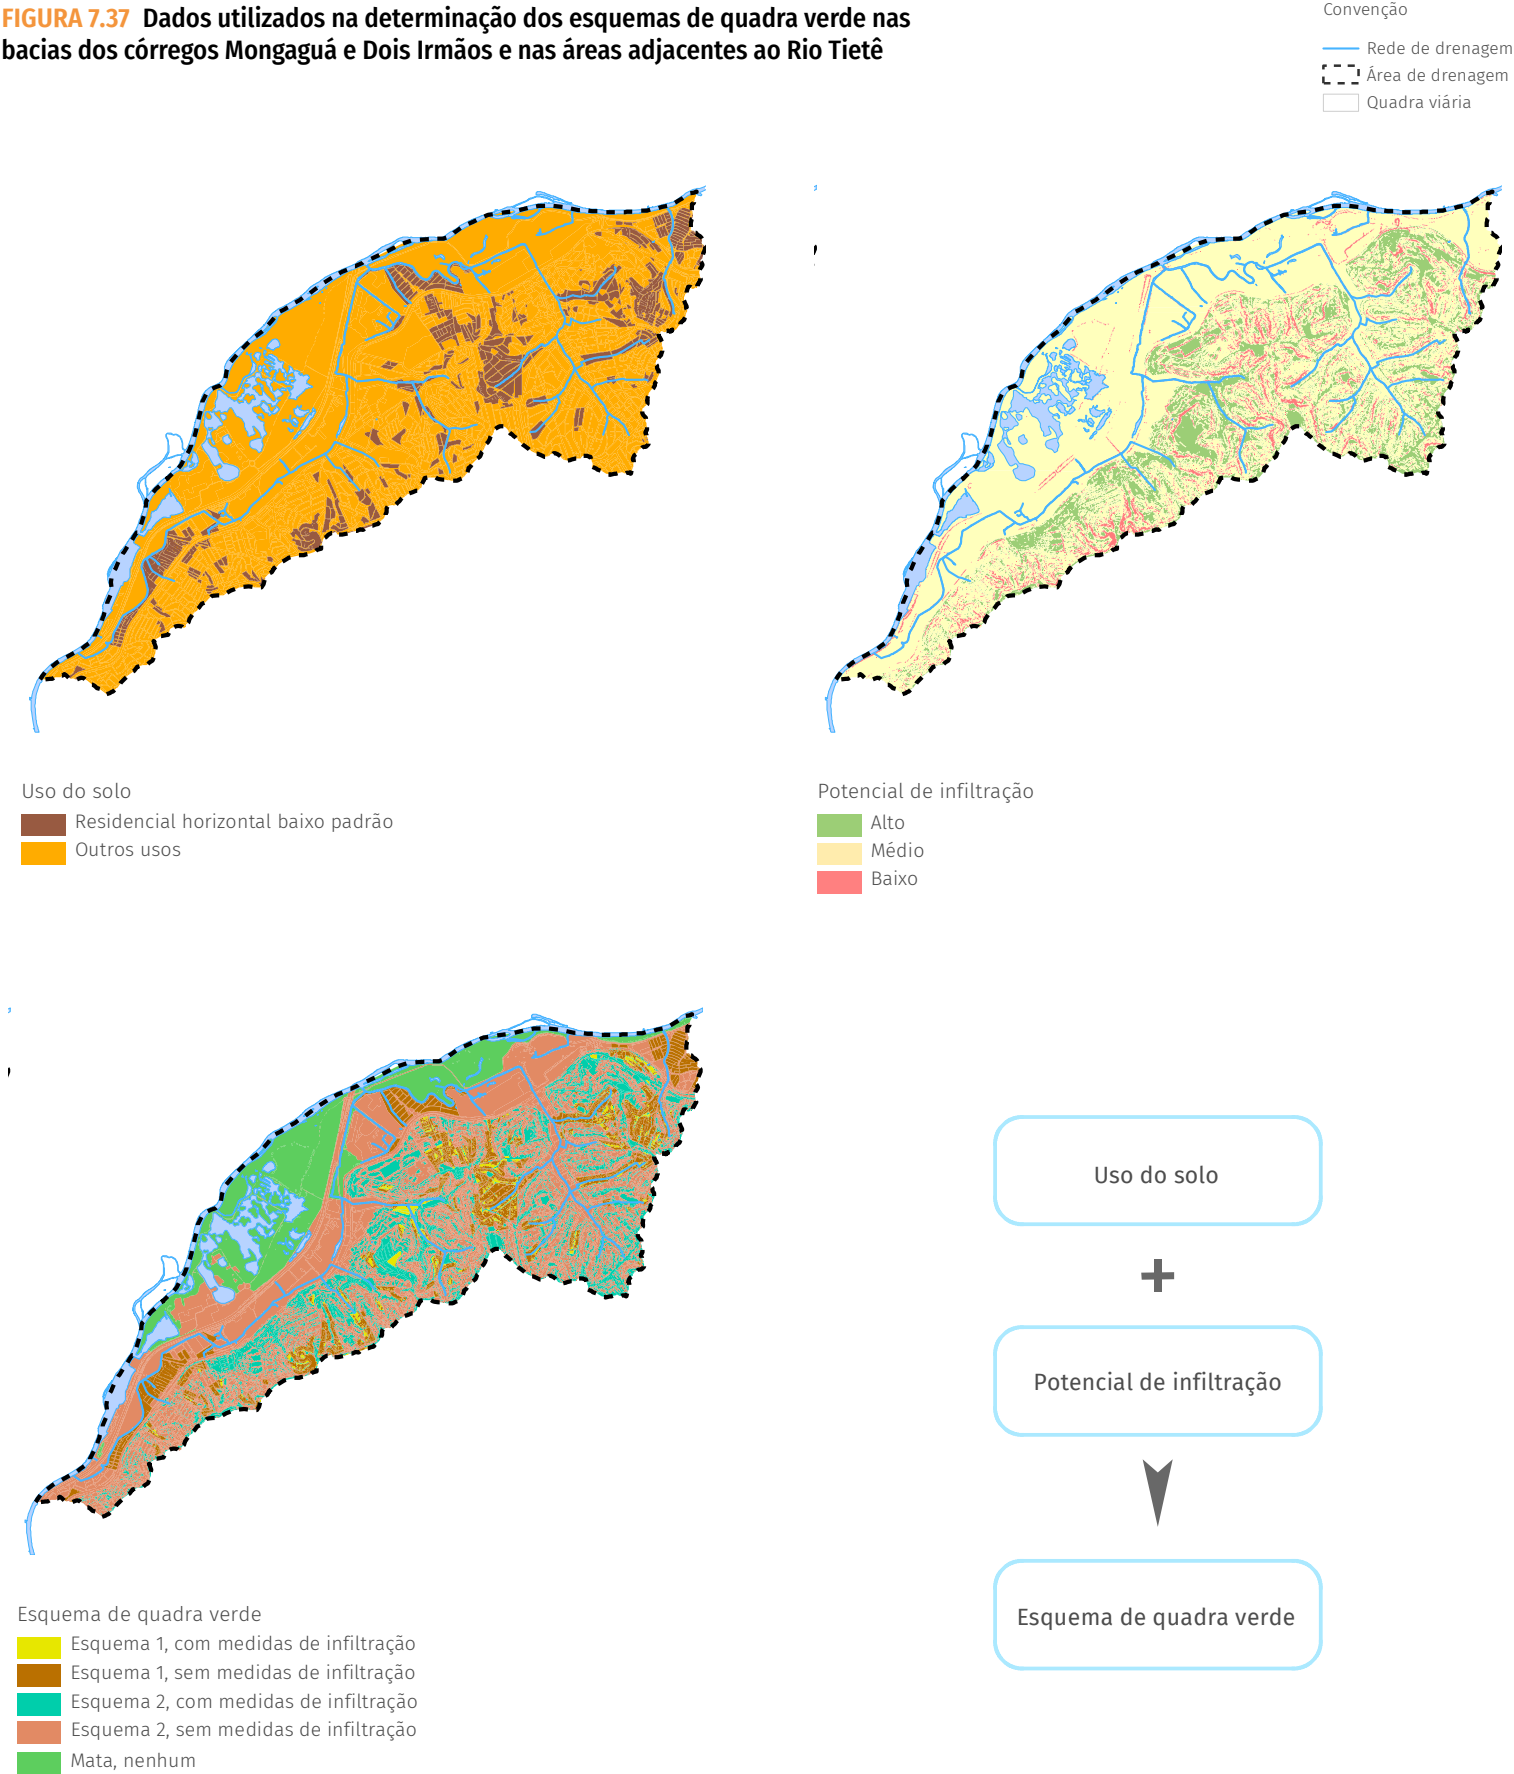 FIGURA 7.37 Dados utilizados na determinação dos esquemas de quadra verde nas
bacias dos córregos Mongaguá e Dois Irmãos e nas áreas adjacentes ao Rio Tietê
Convenção
Rede de drenagem
Área de drenagem
Quadra viária
Uso do solo
Residencial horizontal baixo padrão
Outros usos
Potencial de infiltração
Alto
Médio
Baixo
Esquema de quadra verde
Esquema 1, com medidas de infiltração
Esquema 1, sem medidas de infiltração
Esquema 2, com medidas de infiltração
Esquema 2, sem medidas de infiltração
Mata, nenhum
Uso do solo
+
Potencial de infiltração
Esquema de quadra verde